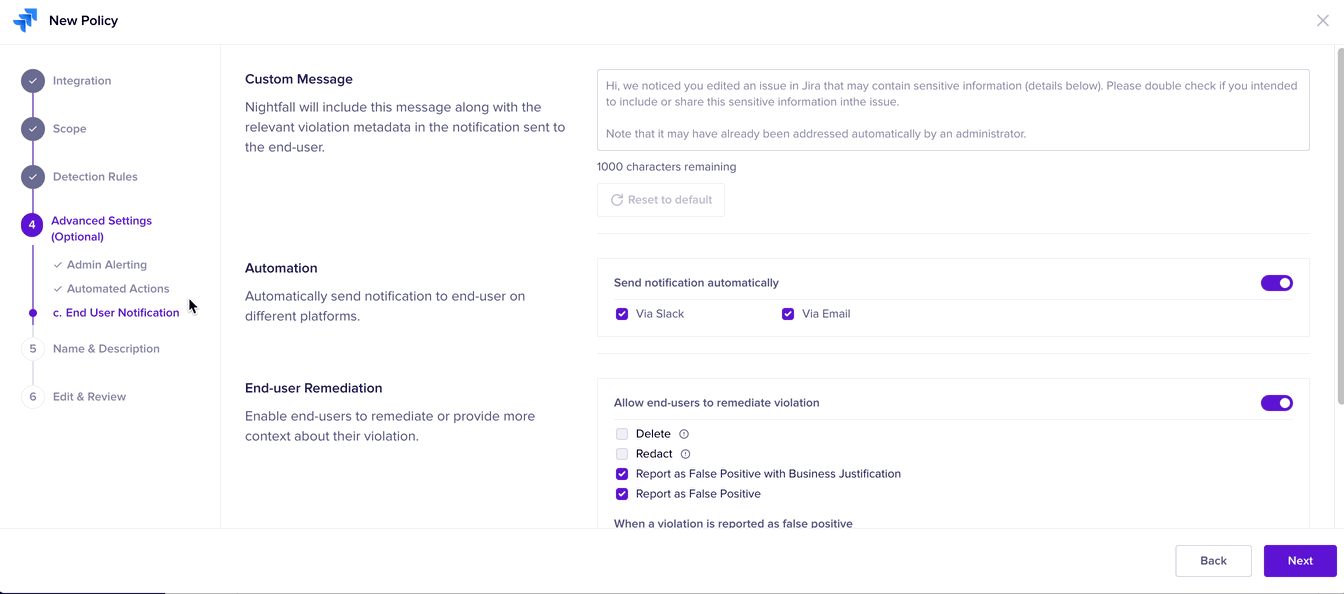 New Policy
Integration
Scope
Detection Rules
4
Advanced Settings
(Optional)
Admin Alerting
Automated Actions
c. End User Notification
5
Name & Description
6
Edit & Review
Custom Message
Nightfall will include this message along with the
relevant violation metadata in the notification sent to
the end-user.
Hi, we noticed you edited an issue in Jira that may contain sensitive information (details below). Please double check if you intended
to include or share this sensitive information inthe issue.
Note that it may have already been addressed automatically by an administrator.
1000 characters remaining
Reset to default
Automation
Automatically send notification to end-user on
different platforms.
Send notification automatically
Via Slack
Via Email
End-user Remediation
Enable end-users to remediate or provide more
context about their violation.
Allow end-users to remediate violation
Delete
Redact
Report as False Positive with Business Justification
Report as False Positive
When a violation is reported as false positive
Back
Next